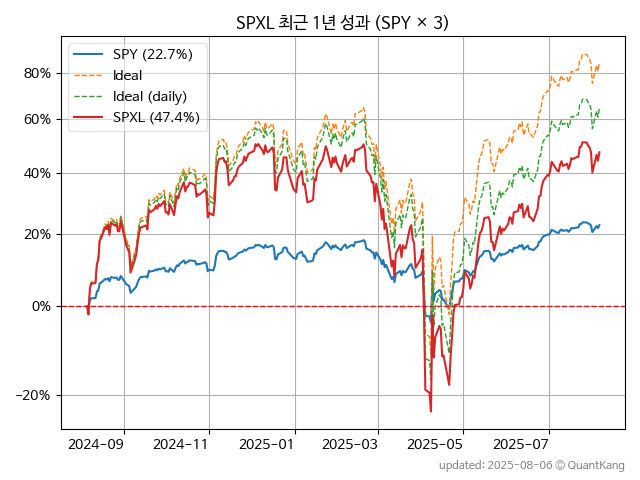 SPXL 최근 1년 성과 (SPY × 3)
SPY (22.7%)
Ideal
Ideal (daily)
SPXL (47.4%)
80%
60%
40%
20%
0%
−20%
2024-09 2024-11 2025-01 2025-03 2025-05 2025-07
updated: 2025-08-06 © QuantKang